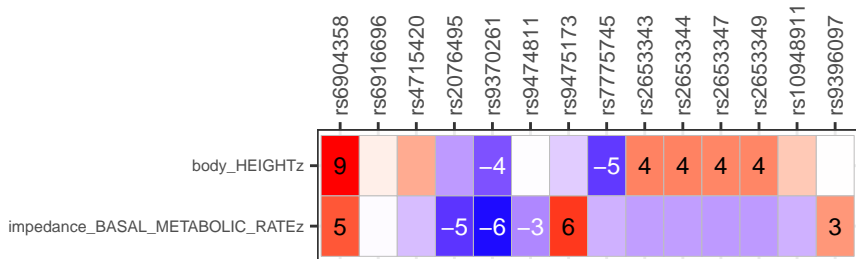 rs6904358 rs6916696 rs4715420 rs2076495 rs9370261 rs9474811 rs9475173 rs7775745 rs2653343 rs2653344 rs2653347 rs2653349 rs10948911 rs9396097
body_HEIGHTz 9 −4 −5 4 4 4 4
impedance_BASAL_METABOLIC_RATEz 5 −5 −6 −3 6 3